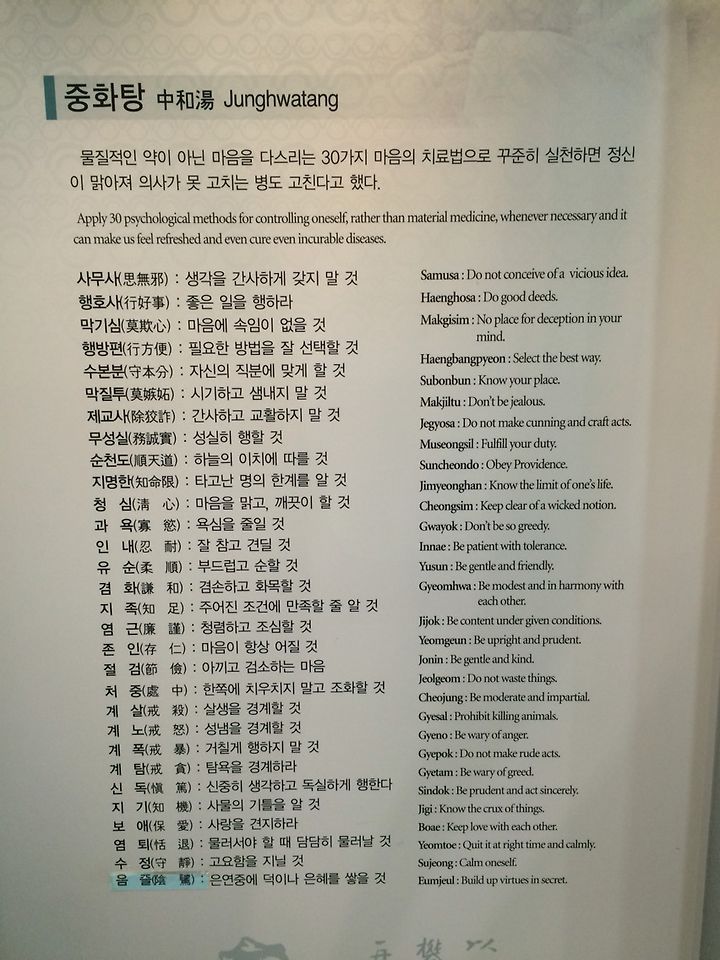 중화탕 中和湯 Junghwatang
물질적인 약이 아닌 마음을 다스리는 30가지 마음의 치료법으로 꾸준히 실천하면 정신
이 맑아져 의사가 못 고치는 병도 고친다고 했다.
Apply 30 psychological methods for controlling oneself, rather than material medicine, whenever necessary and it
can make us feel refreshed and even cure even incurable diseases.
사무사(思無邪) : 생각을 간사하게 갖지 말 것
행호사(行好事) : 좋은 일을 행하라
막기심(莫欺心) : 마음에 속임이 없을 것
행방편(行方便) : 필요한 방법을 잘 선택할 것
수본분(守本分) : 자신의 직분에 맞게 할 것
막질투(莫嫉妬) : 시기하고 샘내지 말 것
제교사(除狡詐) : 간사하고 교활하지 말 것
무성실(務誠實) : 성실히 행할 것
순천도(順天道) : 하늘의 이치에 따를 것
지명한(知命限) : 타고난 명의 한계를 알 것
청 심(淸 心) : 마음을 맑고, 깨끗이 할 것
과 욕(寡 慾) : 욕심을 줄일 것
인 내(忍 耐) : 잘 참고 견딜 것
유 순(柔 順) : 부드럽고 순할 것
겸 화(謙 和) : 겸손하고 화목할 것
지 족(知 足) : 주어진 조건에 만족할 줄 알 것
염 근(廉 謹) : 청렴하고 조심할 것
존 인(存 仁) : 마음이 항상 어질 것
절 검(節 儉) : 아끼고 검소하는 마음
처 중(處 中) : 한쪽에 치우치지 말고 조화할 것
계 살(戒 殺) : 살생을 경계할 것
계 노(戒 怒) : 성냄을 경계할 것
계 폭(戒 暴) : 거칠게 행하지 말 것
계 탐(戒 貪) : 탐욕을 경계하라
신 독(愼 篤) : 신중히 생각하고 독실하게 행한다
지 기(知 機) : 사물의 기틀을 알 것
보 애(保 愛) : 사랑을 견지하라
염 퇴(恬 退) : 물러서야 할 때 담담히 물러날 것
수 정(守 靜) : 고요함을 지닐 것
음 즐(陰 騭) : 은연중에 덕이나 은혜를 쌓을 것
Samusa : Do not conceive of a vicious idea.
Haenghosa : Do good deeds.
Makgisim : No place for deception in your
mind.
Haengbangpyeon : Select the best way.
Subonbun : Know your place.
Makjiltu : Don't be jealous.
Jegyosa : Do not make cunning and craft acts.
Museongsil : Fulfill your duty.
Suncheondo : Obey Providence.
Jimyeonghan : Know the limit of one's life.
Cheongsim : Keep clear of a wicked notion.
Gwayok : Don't be so greedy.
Innae : Be patient with tolerance.
Yusun : Be gentle and friendly.
Gyeomhwa : Be modest and in harmony with
each other.
Jijok : Be content under given conditions.
Yeomgeun : Be upright and prudent.
Jonin : Be gentle and kind.
Jeolgeom : Do not waste things.
Cheojung : Be moderate and impartial.
Gyesal : Prohibit killing animals.
Gyeno : Be wary of anger.
Gyepok : Do not make rude acts.
Gyetam : Be wary of greed.
Sindok : Be prudent and act sincerely.
Jigi : Know the crux of things.
Boae : Keep love with each other.
Yeomtoe : Quit it at right time and calmly.
Sujeong : Calm oneself.
Eumjeul : Build up virtues in secret.